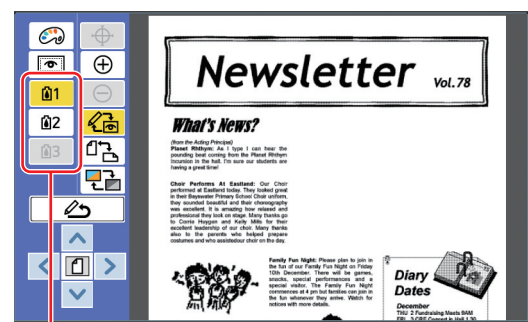 1
2
3
Newsletter Vol. 78
What's News?
(from the Acting Principal)
Planet Rhthym: As I type I can hear the
pounding beat coming from the Planet Rhthym
Incursion in the hall. I'm sure our students are
having a great time!
Choir Performs At Eastland: Our Choir
performed at Eastland today. They looked great
in their Bayswater Primary School Choir uniform,
they sounded beautiful and their choreography
was excellent. It is amazing how relaxed and
professional they look on stage. Many thanks go
to Corrie Huygen and Kelly Mills for their
excellent leadership of our choir. Many thanks
also to the parents who helped prepare
costumes and who assistedour choir on the day.
Family Fun Night: Please plan to join in
the fun of our Family Fun Night on Friday
10th December. There will be games,
snacks, special performances and a
special visitor. The Family Fun Night
commences at 4 pm but families can join in
the fun whenever they arrive. Watch for
notices with more details.
Diary
Dates
December
THU 2 Fundraising Meets 9AM